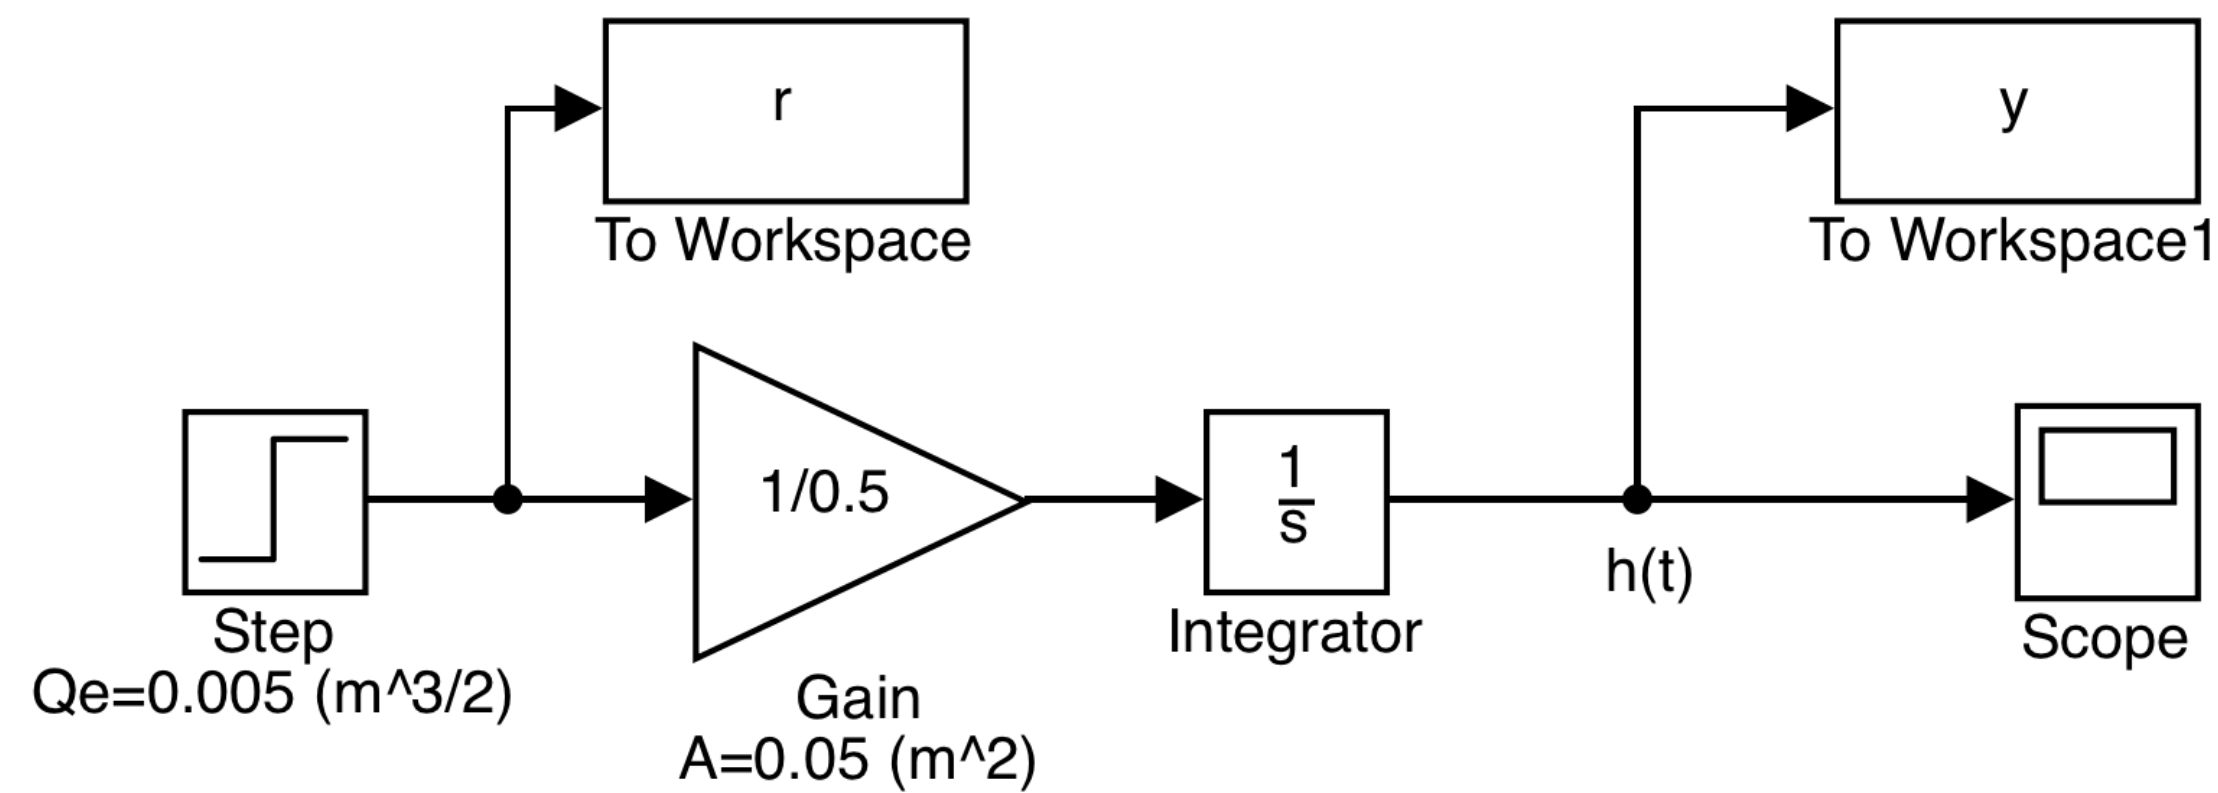 r
To Workspace
y
To Workspace1
Step
Qe=0.005 (m^3/2)
1/0.5
Gain
A=0.05 (m^2)
1
s
Integrator
h(t)
Scope